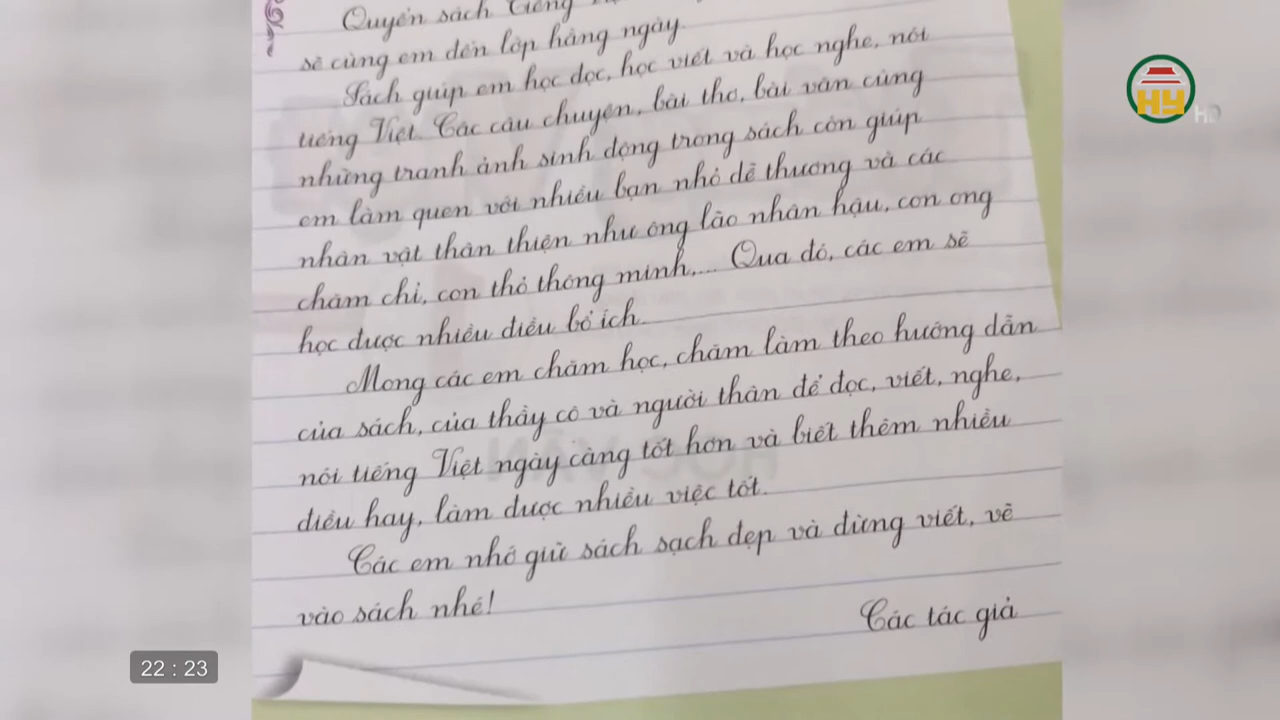 Quyển sách Tiếng
sẽ cùng em đến lớp hằng ngày.
Sách giúp em học đọc, học viết và học nghe, nói
tiếng Việt. Các câu chuyện, bài thơ, bài văn cùng
những tranh ảnh sinh động trong sách còn giúp
em làm quen với nhiều bạn nhỏ dễ thương và các
nhân vật thân thiện như ông lão nhân hậu, con ong
chăm chỉ, con thỏ thông minh,... Qua đó, các em sẽ
học được nhiều điều bổ ích.
Mong các em chăm học, chăm làm theo hướng dẫn
của sách, của thầy cô và người thân để đọc, viết, nghe,
nói tiếng Việt ngày càng tốt hơn và biết thêm nhiều
điều hay, làm được nhiều việc tốt.
Các em nhớ giữ sách sạch đẹp và đừng viết, vẽ
vào sách nhé!
Các tác giả
HY HD
22 : 23